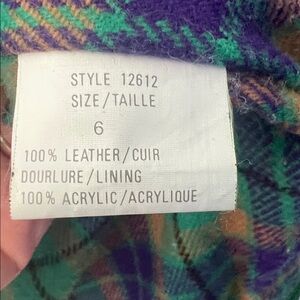 STYLE 12612
SIZE/TAILLE
6
100% LEATHER/CUIR
DOURLURE/LINING
100% ACRYLIC/ACRYLIQUE